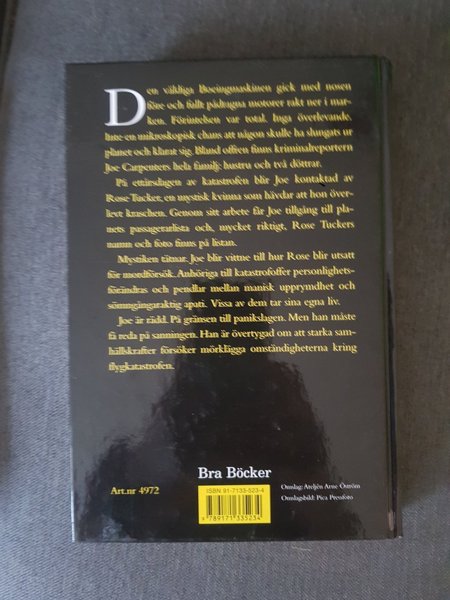 Den väldiga Boeingmaskinen gick med nosen
före och fullt pådragna motorer rakt ner i mar-
ken. Förintelsen var total. Inga överlevande.
Inte en mikroskopisk chans att någon skulle ha slungats ur
planet och klarat sig. Bland offren finns kriminalreportern
Joe Carpenters hela familj: hustru och två döttrar.
På ettårsdagen av katastrofen blir Joe kontaktad av
Rose Tucker, en mystisk kvinna som hävdar att hon över-
levt kraschen. Genom sitt arbete får Joe tillgång till pla-
nets passagerarlista och, mycket riktigt, Rose Tuckers
namn och foto finns på listan.
Mystiken tätnar. Joe blir vittne till hur Rose blir utsatt
för mordförsök. Anhöriga till katastrofoffer personlighets-
förändras och pendlar mellan manisk upprymdhet och
sömngångaraktig apati. Vissa av dem tar sina egna liv.
Joe är rädd. På gränsen till panikslagen. Men han måste
få reda på sanningen. Han är övertygad om att starka sam-
hällskrafter försöker mörklägga omständigheterna kring
flygkatastrofen.
Bra Böcker
Art.nr 4972
ISBN 91-7133-523-4
9 789171 335234
Omslag: Ateljén Arne Öström
Omslagsbild: Pica Pressfoto